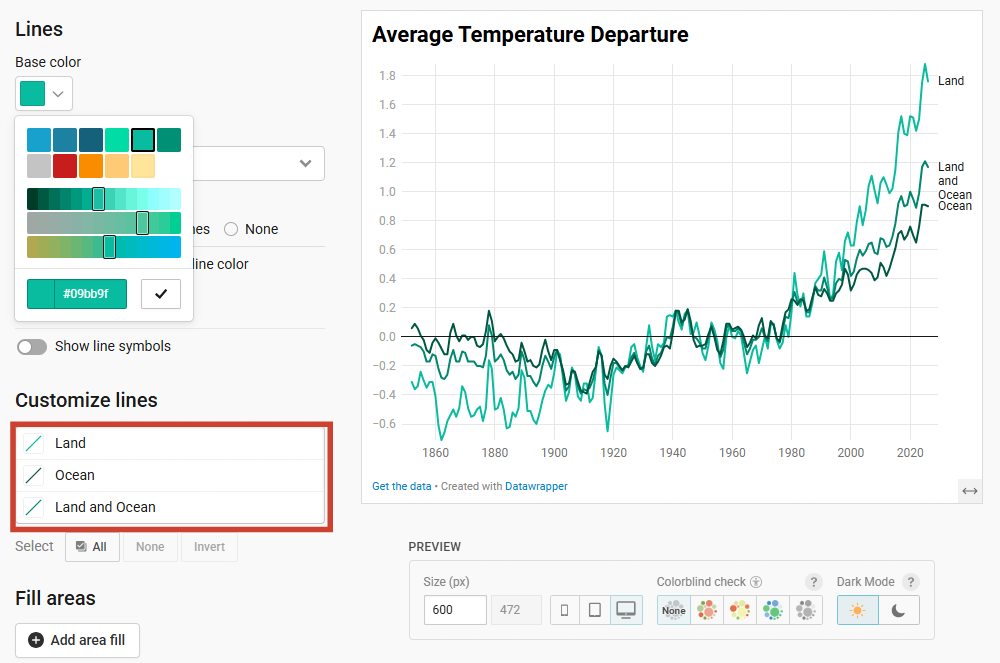 Lines
Base color
#09bb9f
nes
None
line color
Show line symbols
Customize lines
Land
Ocean
Land and Ocean
Select
All
None
Invert
Fill areas
Add area fill
Average Temperature Departure
1.8
1.6
1.4
1.2
1.0
0.8
0.6
0.4
0.2
0.0
−0.2
−0.4
−0.6
1860
1880
1900
1920
1940
1960
1980
2000
2020
Land
Land
and
Ocean
Ocean
Get the data • Created with Datawrapper
PREVIEW
Size (px)
Colorblind check
?
Dark Mode
?
600
472
None